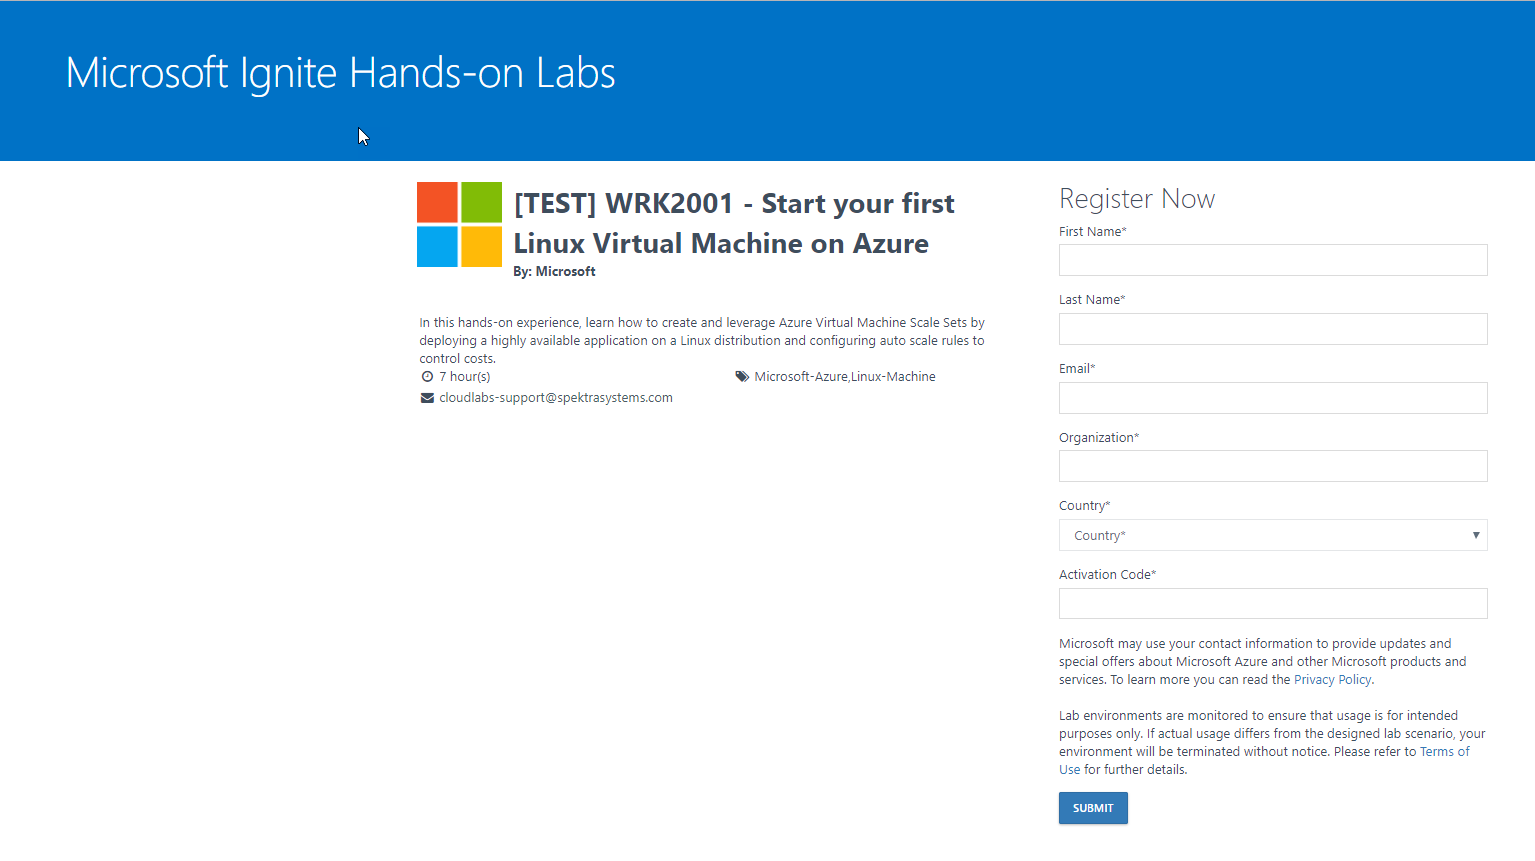 Microsoft Ignite Hands-on Labs
[TEST] WRK2001 - Start your first
Linux Virtual Machine on Azure
By: Microsoft
In this hands-on experience, learn how to create and leverage Azure Virtual Machine Scale Sets by
deploying a highly available application on a Linux distribution and configuring auto scale rules to
control costs.
7 hour(s)
Microsoft-Azure,Linux-Machine
cloudlabs-support@spektrasystems.com
Register Now
First Name*
Last Name*
Email*
Organization*
Country*
Country*
Activation Code*
Microsoft may use your contact information to provide updates and
special offers about Microsoft Azure and other Microsoft products and
services. To learn more you can read the Privacy Policy.
Lab environments are monitored to ensure that usage is for intended
purposes only. If actual usage differs from the designed lab scenario, your
environment will be terminated without notice. Please refer to Terms of
Use for further details.
SUBMIT